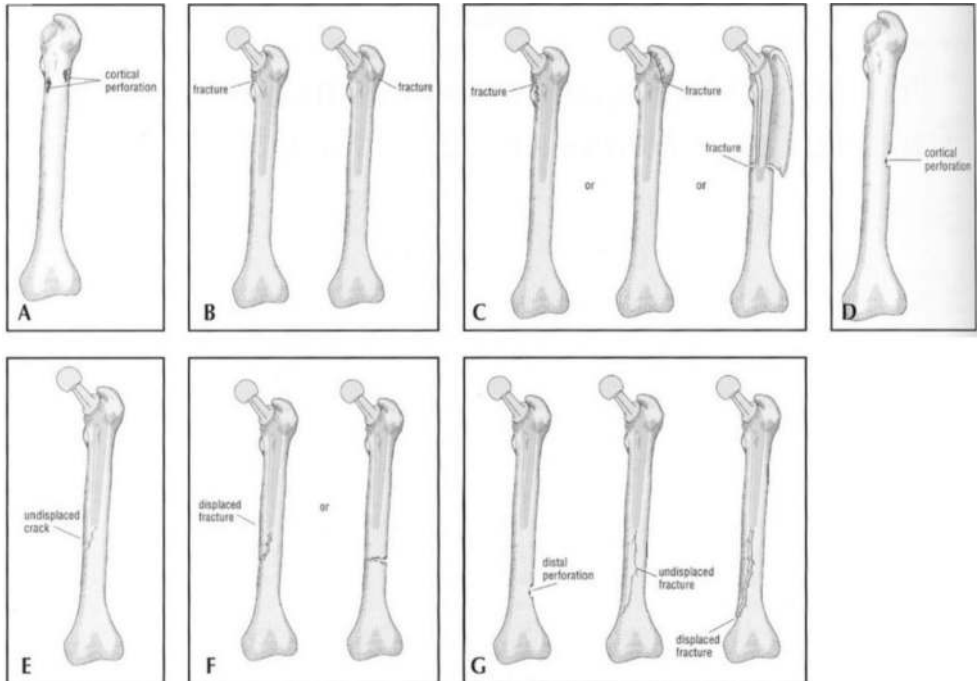 cortical
perforation
A
fracture
fracture
B
fracture
fracture
fracture
or
or
C
cortical
perforation
D
undisplaced
crack
E
displaced
fracture
or
F
distal
perforation
undisplaced
fracture
displaced
fracture
G